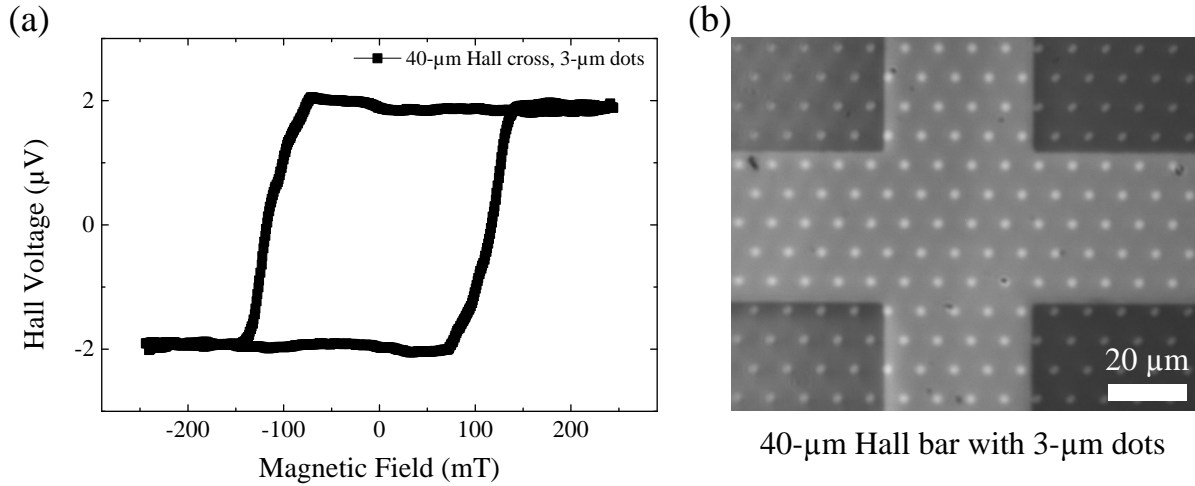 (a)
40-µm Hall cross, 3-µm dots
Hall Voltage (µV)
2
0
-2
-200
-100
0
100
200
Magnetic Field (mT)
(b)
20 µm
40-µm Hall bar with 3-µm dots